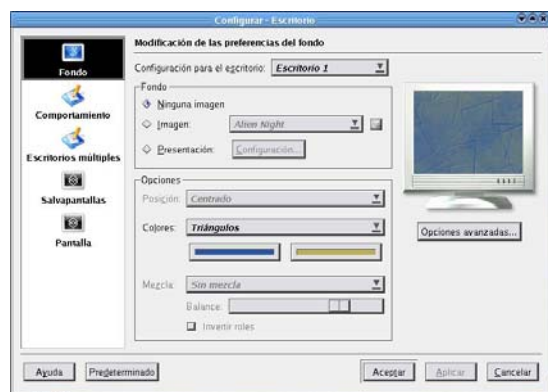 Configurar - Escritorio
Fondo
Comportamiento
Escritorios múltiples
Salvapantallas
Pantalla
Modificación de las preferencias del fondo
Configuración para el escritorio: Escritorio 1
Fondo
Ninguna imagen
Imagen: Alien Night
Presentación: Configuración...
Opciones
Posición: Centrado
Colores: Triángulos
Mezcla: Sin mezcla
Balance:
Invertir roles
Opciones avanzadas...
Ayuda Predeterminado Aceptar Aplicar Cancelar